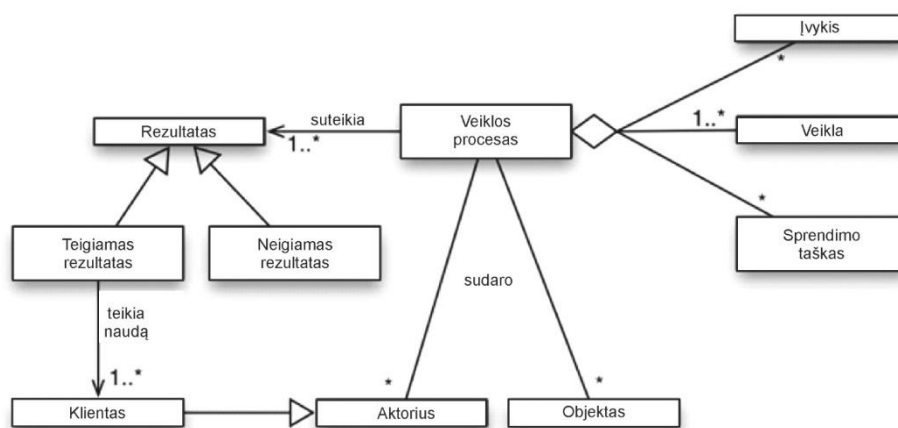 Įvykis
*
suteikia
Veiklos
procesas
Rezultatas
1..*
1..*
Veikla
*
Teigiamas
rezultatas
Neigiamas
rezultatas
Sprendimo
taškas
sudaro
teikia
naudą
1..*
*
*
Klientas
Aktorius
Objektas